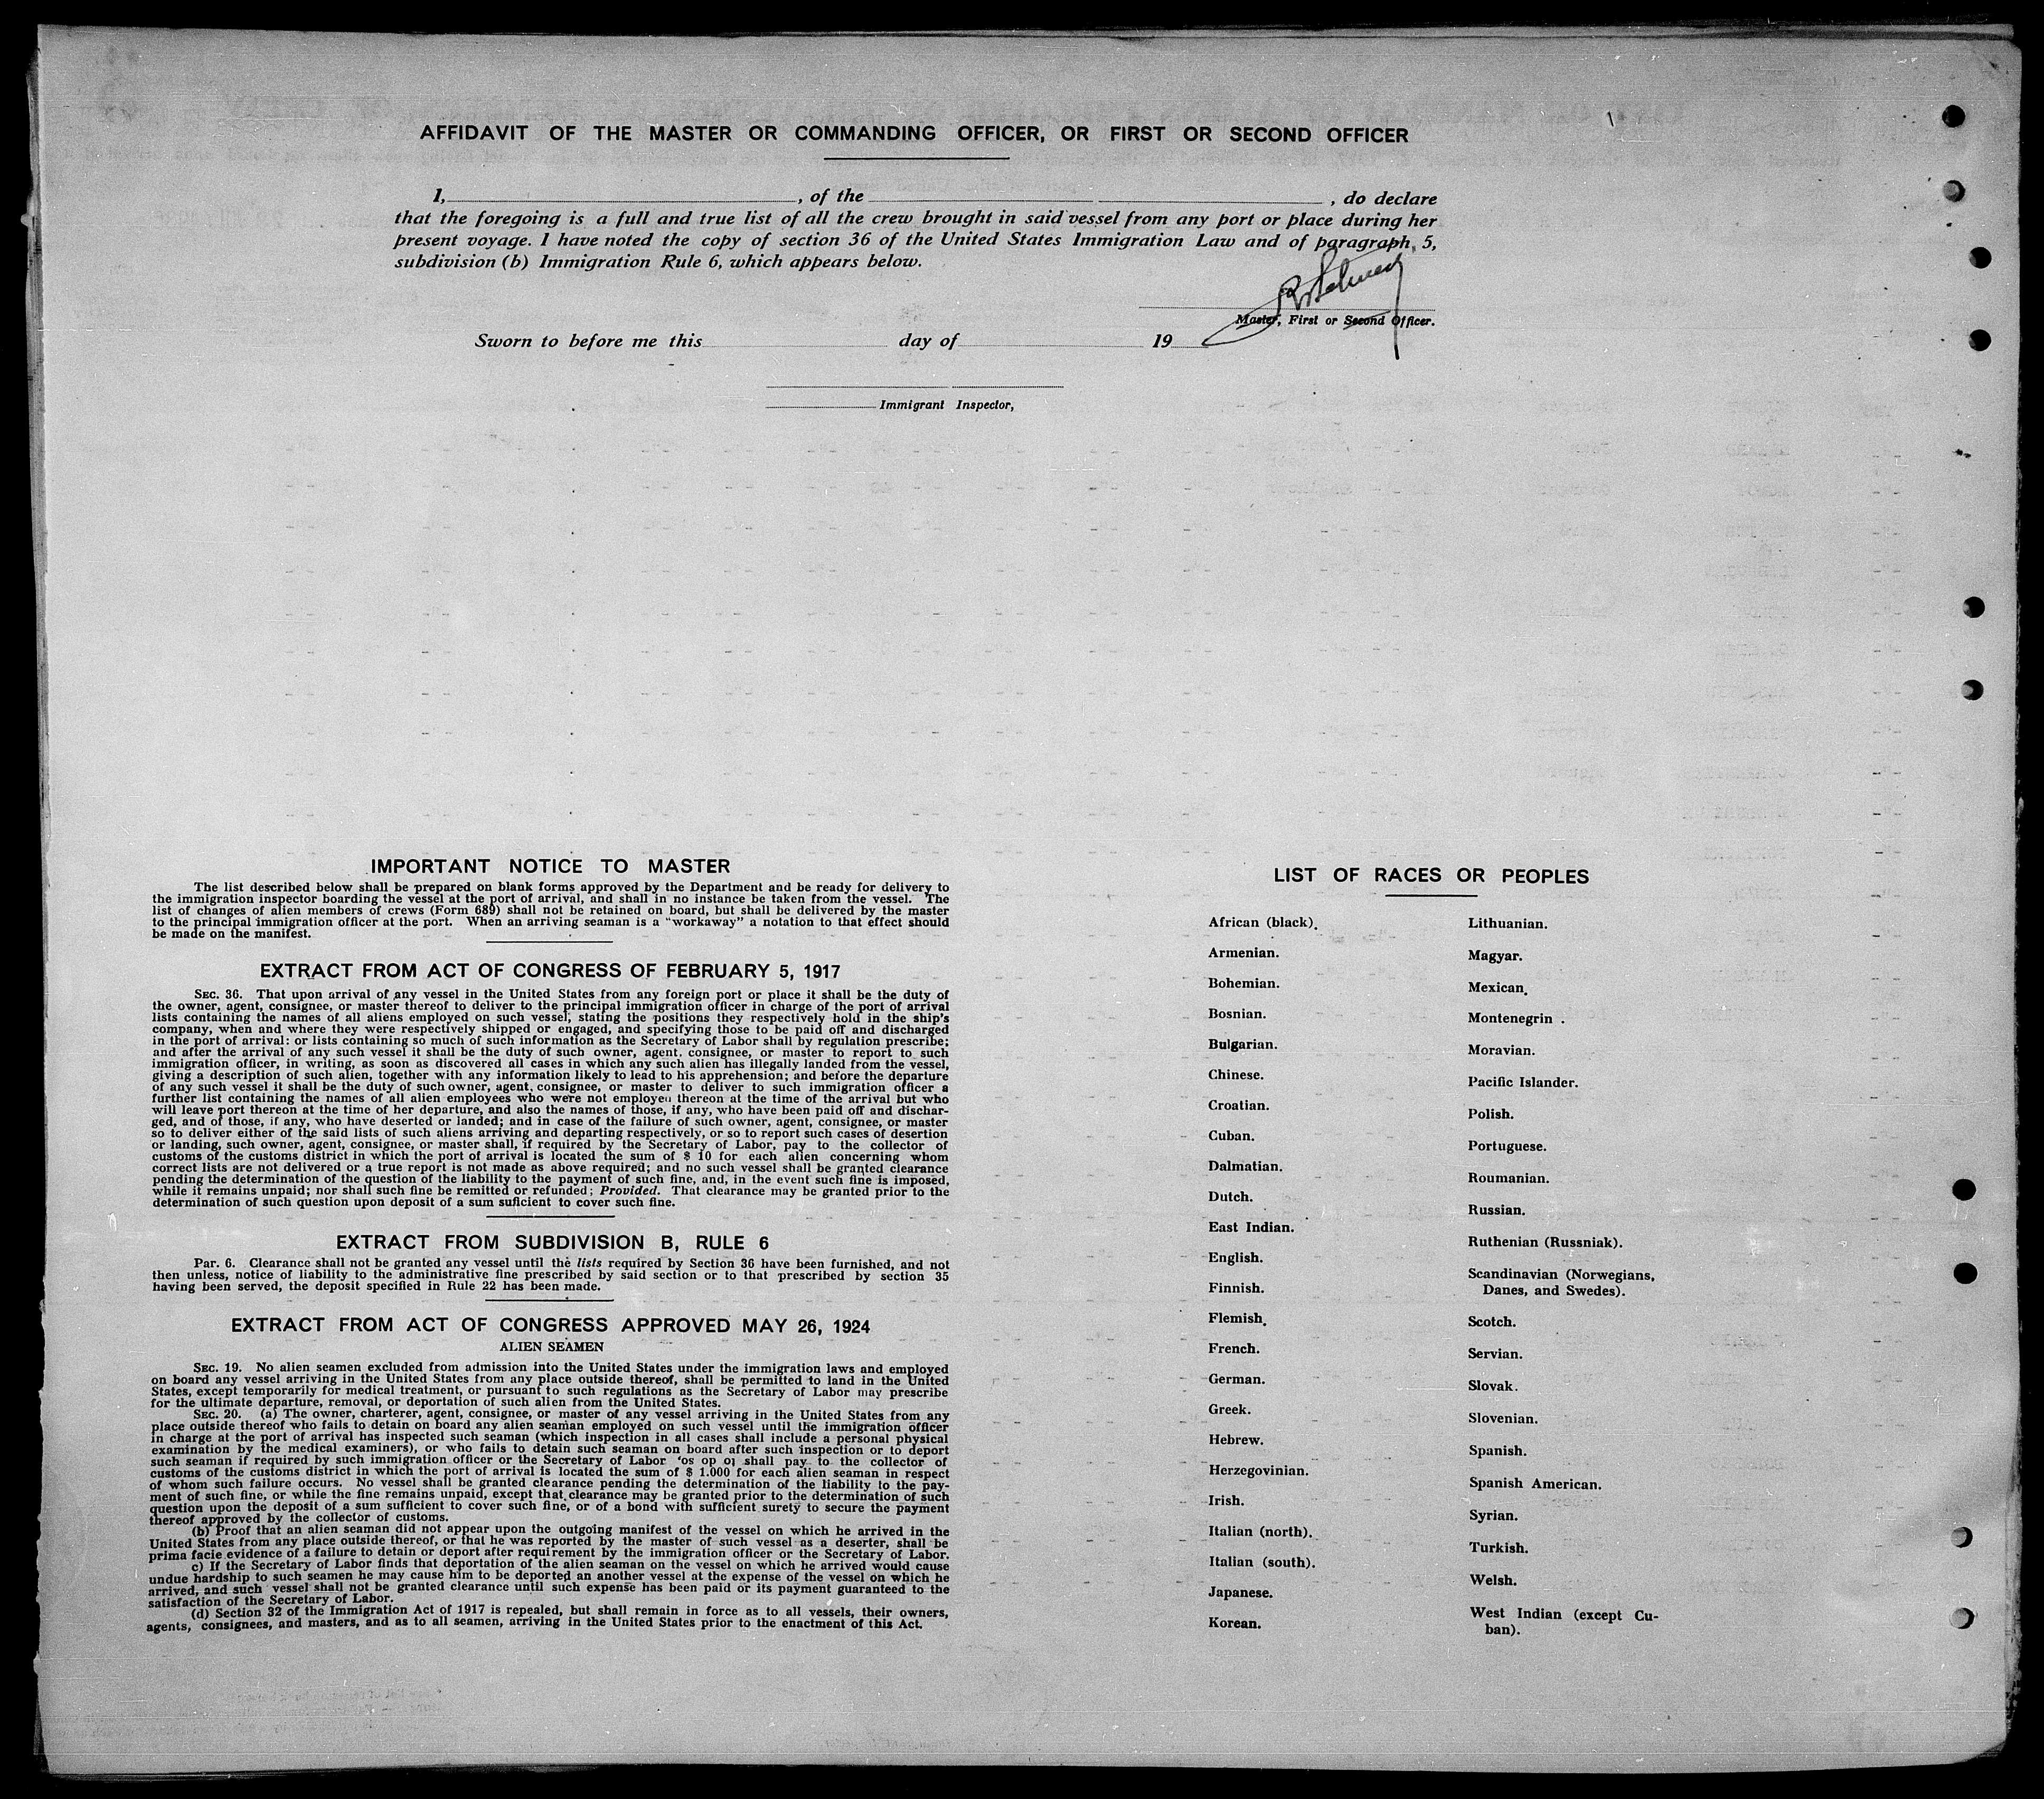 AFFIDAVIT OF THE MASTER OR COMMANDING OFFICER, OR FIRST OR SECOND OFFICER
I, , of the , do declare
that the foregoing is a full and true list of all the crew brought in said vessel from any port or place during her
present voyage. I have noted the copy of section 36 of the United States Immigration Law and of paragraph 5,
subdivision (b) Immigration Rule 6, which appears below.
Master, First or Second Officer.
Sworn to before me this day of 19
Immigrant Inspector,
IMPORTANT NOTICE TO MASTER
The list described below shall be prepared on blank forms approved by the Department and be ready for delivery to
the immigration inspector boarding the vessel at the port of arrival, and shall in no instance be taken from the vessel. The
list of changes of alien members of crews (Form 689) shall not be retained on board, but shall be delivered by the master
to the principal immigration officer at the port. When an arriving seaman is a "workaway" a notation to that effect should
be made on the manifest.
EXTRACT FROM ACT OF CONGRESS OF FEBRUARY 5, 1917
SEC. 36. That upon arrival of any vessel in the United States from any foreign port or place it shall be the duty of
the owner, agent, consignee, or master thereof to deliver to the principal immigration officer in charge of the port of arrival
lists containing the names of all aliens employed on such vessel, stating the positions they respectively hold in the ship's
company, when and where they were respectively shipped or engaged, and specifying those to be paid off and discharged
in the port of arrival: or lists containing so much of such information as the Secretary of Labor shall by regulation prescribe;
and after the arrival of any such vessel it shall be the duty of such owner, agent, consignee, or master to report to such
immigration officer, in writing, as soon as discovered all cases in which any such alien has illegally landed from the vessel,
giving a description of such alien, together with any information likely to lead to his apprehension; and before the departure
of any such vessel it shall be the duty of such owner, agent, consignee, or master to deliver to such immigration officer a
further list containing the names of all alien employees who were not employed thereon at the time of the arrival but who
will leave port thereon at the time of her departure, and also the names of those, if any, who have been paid off and dischar-
ged, and of those, if any, who have deserted or landed; and in case of the failure of such owner, agent, consignee, or master
so to deliver either of the said lists of such aliens arriving and departing respectively, or so to report such cases of desertion
or landing, such owner, agent, consignee, or master shall, if required by the Secretary of Labor, pay to the collector of
customs of the customs district in which the port of arrival is located the sum of $ 10 for each alien concerning whom
correct lists are not delivered or a true report is not made as above required; and no such vessel shall be granted clearance
pending the determination of the question of the liability to the payment of such fine, and, in the event such fine is imposed,
while it remains unpaid; nor shall such fine be remitted or refunded; Provided. That clearance may be granted prior to the
determination of such question upon deposit of a sum suficient to cover such fine.
EXTRACT FROM SUBDIVISION B, RULE 6
Par. 6. Clearance shall not be granted any vessel until the lists required by Section 36 have been furnished, and not
then unless, notice of liability to the administrative fine prescribed by said section or to that prescribed by section 35
having been served, the deposit specified in Rule 22 has been made.
EXTRACT FROM ACT OF CONGRESS APPROVED MAY 26, 1924
ALIEN SEAMEN
SEC. 19. No alien seamen excluded from admission into the United States under the immigration laws and employed
on board any vessel arriving in the United States from any place outside thereof, shall be permitted to land in the United
States, except temporarily for medical treatment, or pursuant to such regulations as the Secretary of Labor may prescribe
for the ultimate departure, removal, or deportation of such alien from the United States.
SEC. 20. (a) The owner, charterer, agent, consignee, or master of any vessel arriving in the United States from any
place outside thereof who fails to detain on board any alien seaman employed on such vessel until the immigration officer
in charge at the port of arrival has inspected such seaman (which inspection in all cases shall include a personal physical
examination by the medical examiners), or who fails to detain such seaman on board after such inspection or to deport
such seaman if required by such immigration officer or the Secretary of Labor 'os op oʇ shall pay to the collector of
customs of the customs district in which the port of arrival is located the sum of $ 1.000 for each alien seaman in respect
of whom such failure occurs. No vessel shall be granted clearance pending the determination of the liability to the pay-
ment of such fine, or while the fine remains unpaid, except that clearance may be granted prior to the determination of such
question upon the deposit of a sum sufficient to cover such fine, or of a bond with sufficient surety to secure the payment
thereof approved by the collector of customs.
(b) Proof that an alien seaman did not appear upon the outgoing manifest of the vessel on which he arrived in the
United States from any place outside thereof, or that he was reported by the master of such vessel as a deserter, shall be
prima facie evidence of a failure to detain or deport after requirement by the immigration officer or the Secretary of Labor.
c) If the Secretary of Labor finds that deportation of the alien seaman on the vessel on which he arrived would cause
undue hardship to such seamen he may cause him to be deported an another vessel at the expense of the vessel on which he
arrived, and such vessel shall not be granted clearance until such expense has been paid or its payment guaranteed to the
satisfaction of the Secretary of Labor.
(d) Section 32 of the Immigration Act of 1917 is repealed, but shall remain in force as to all vessels, their owners,
agents, consignees, and masters, and as to all seamen, arriving in the United States prior to the enactment of this Act.
LIST OF RACES OR PEOPLES
African (black).
Armenian.
Bohemian.
Bosnian.
Bulgarian.
Chinese.
Croatian.
Cuban.
Dalmatian.
Dutch.
East Indian.
English.
Finnish.
Flemish.
French.
German.
Greek.
Hebrew.
Herzegovinian.
Irish.
Italian (north).
Italian (south).
Japanese.
Korean.
Lithuanian.
Magyar.
Mexican.
Montenegrin.
Moravian.
Pacific Islander.
Polish.
Portuguese.
Roumanian.
Russian.
Ruthenian (Russniak).
Scandinavian (Norwegians,
Danes, and Swedes).
Scotch.
Servian.
Slovak.
Slovenian.
Spanish.
Spanish American.
Syrian.
Turkish.
Welsh.
West Indian (except Cu-
ban).